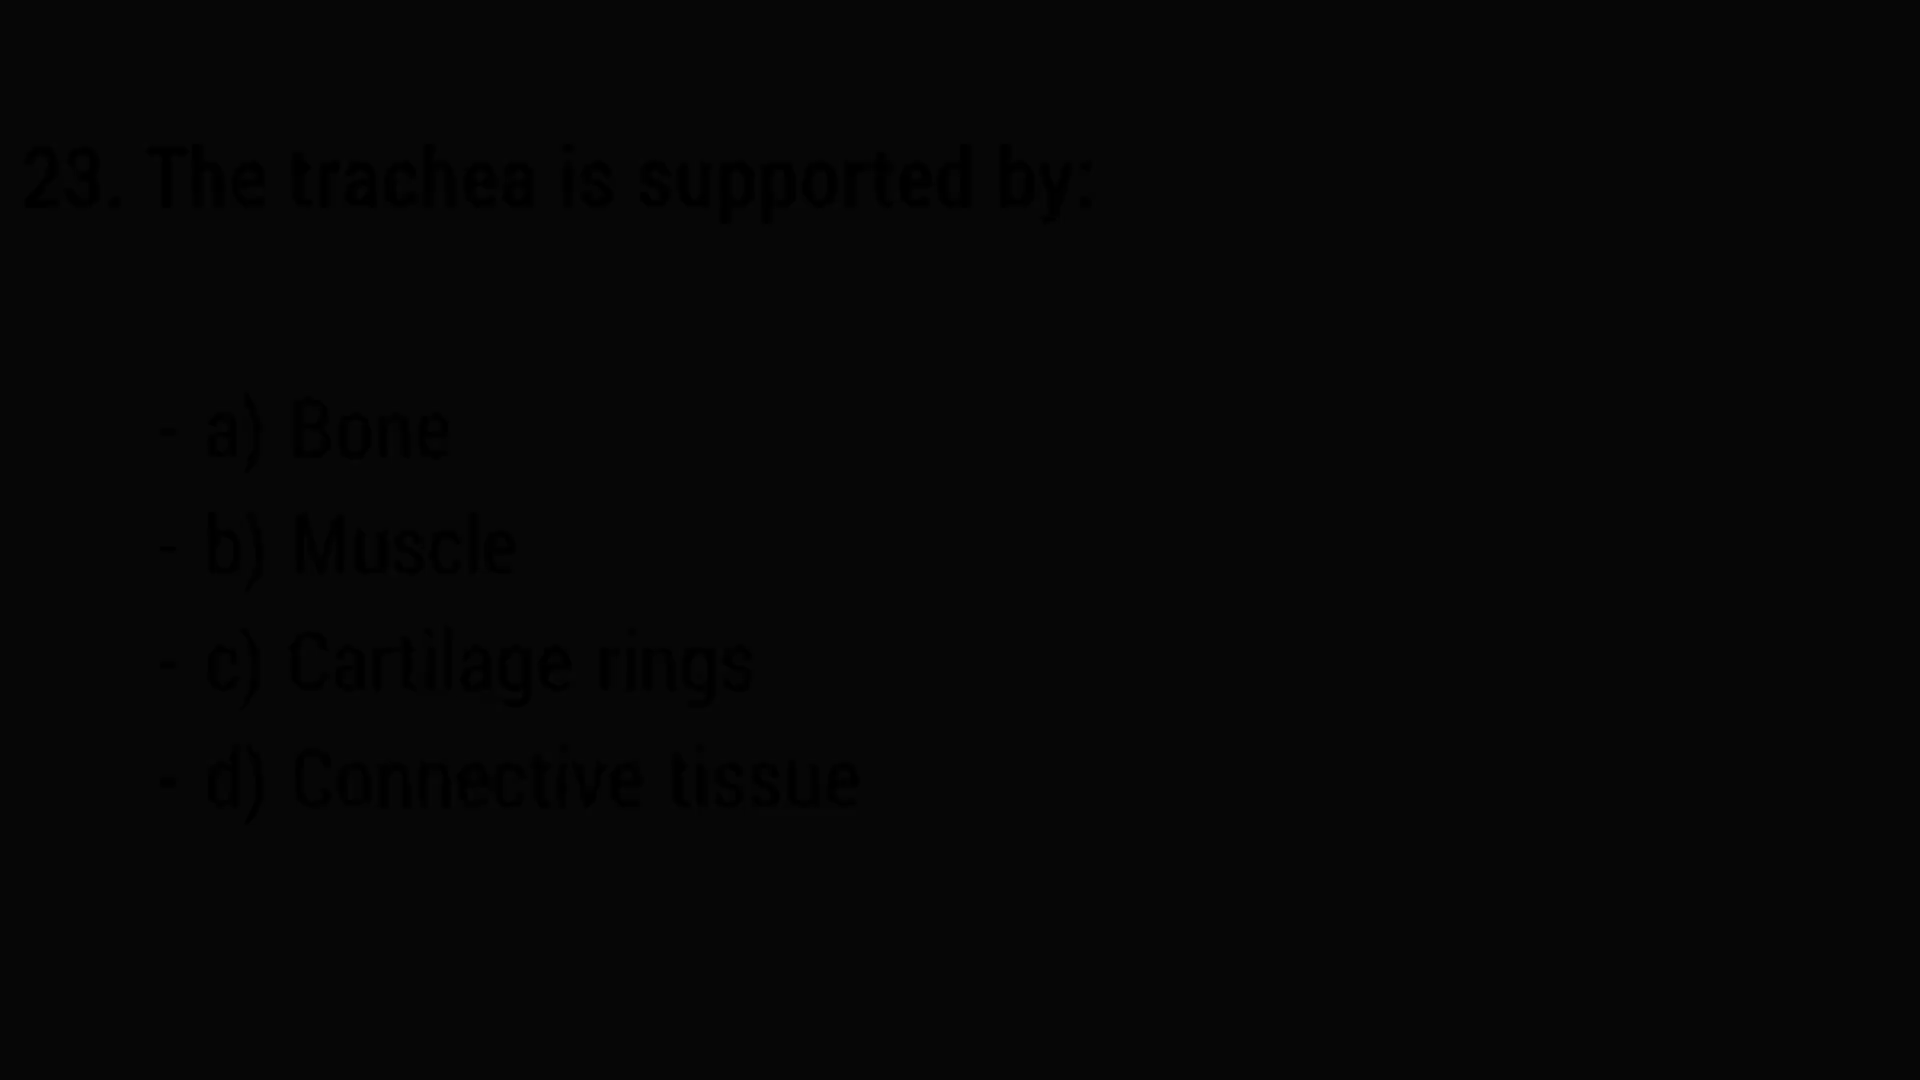 23. The trachea is supported by:
- a) Bone
- b) Muscle
- c) Cartilage rings
- d) Connective tissue